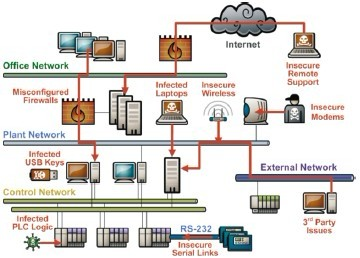 Internet
Insecure
Remote
Support
Office Network
Misconfigured
Firewalls
Infected
Laptops
Insecure
Wireless
Insecure
Modems
Plant Network
Infected
USB Keys
External Network
Control Network
Infected
PLC Logic
RS-232
Insecure
Serial Links
3rd Party
Issues